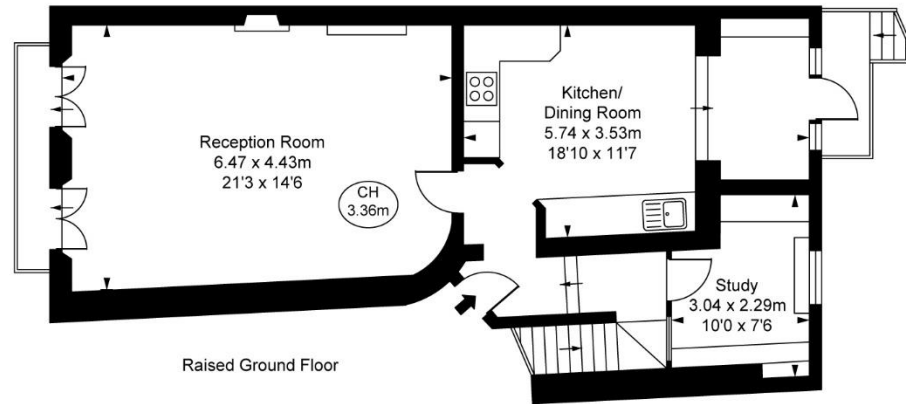 Reception Room
6.47 x 4.43m
21'3 x 14'6
CH
3.36m
Kitchen/
Dining Room
5.74 x 3.53m
18'10 x 11'7
Study
3.04 x 2.29m
10'0 x 7'6
Raised Ground Floor